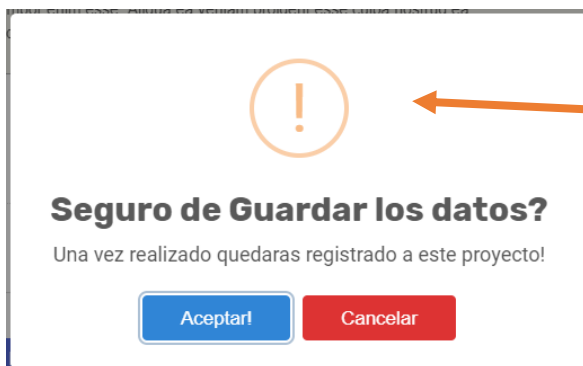 !
Seguro de Guardar los datos?
Una vez realizado quedaras registrado a este proyecto!
Aceptar! Cancelar